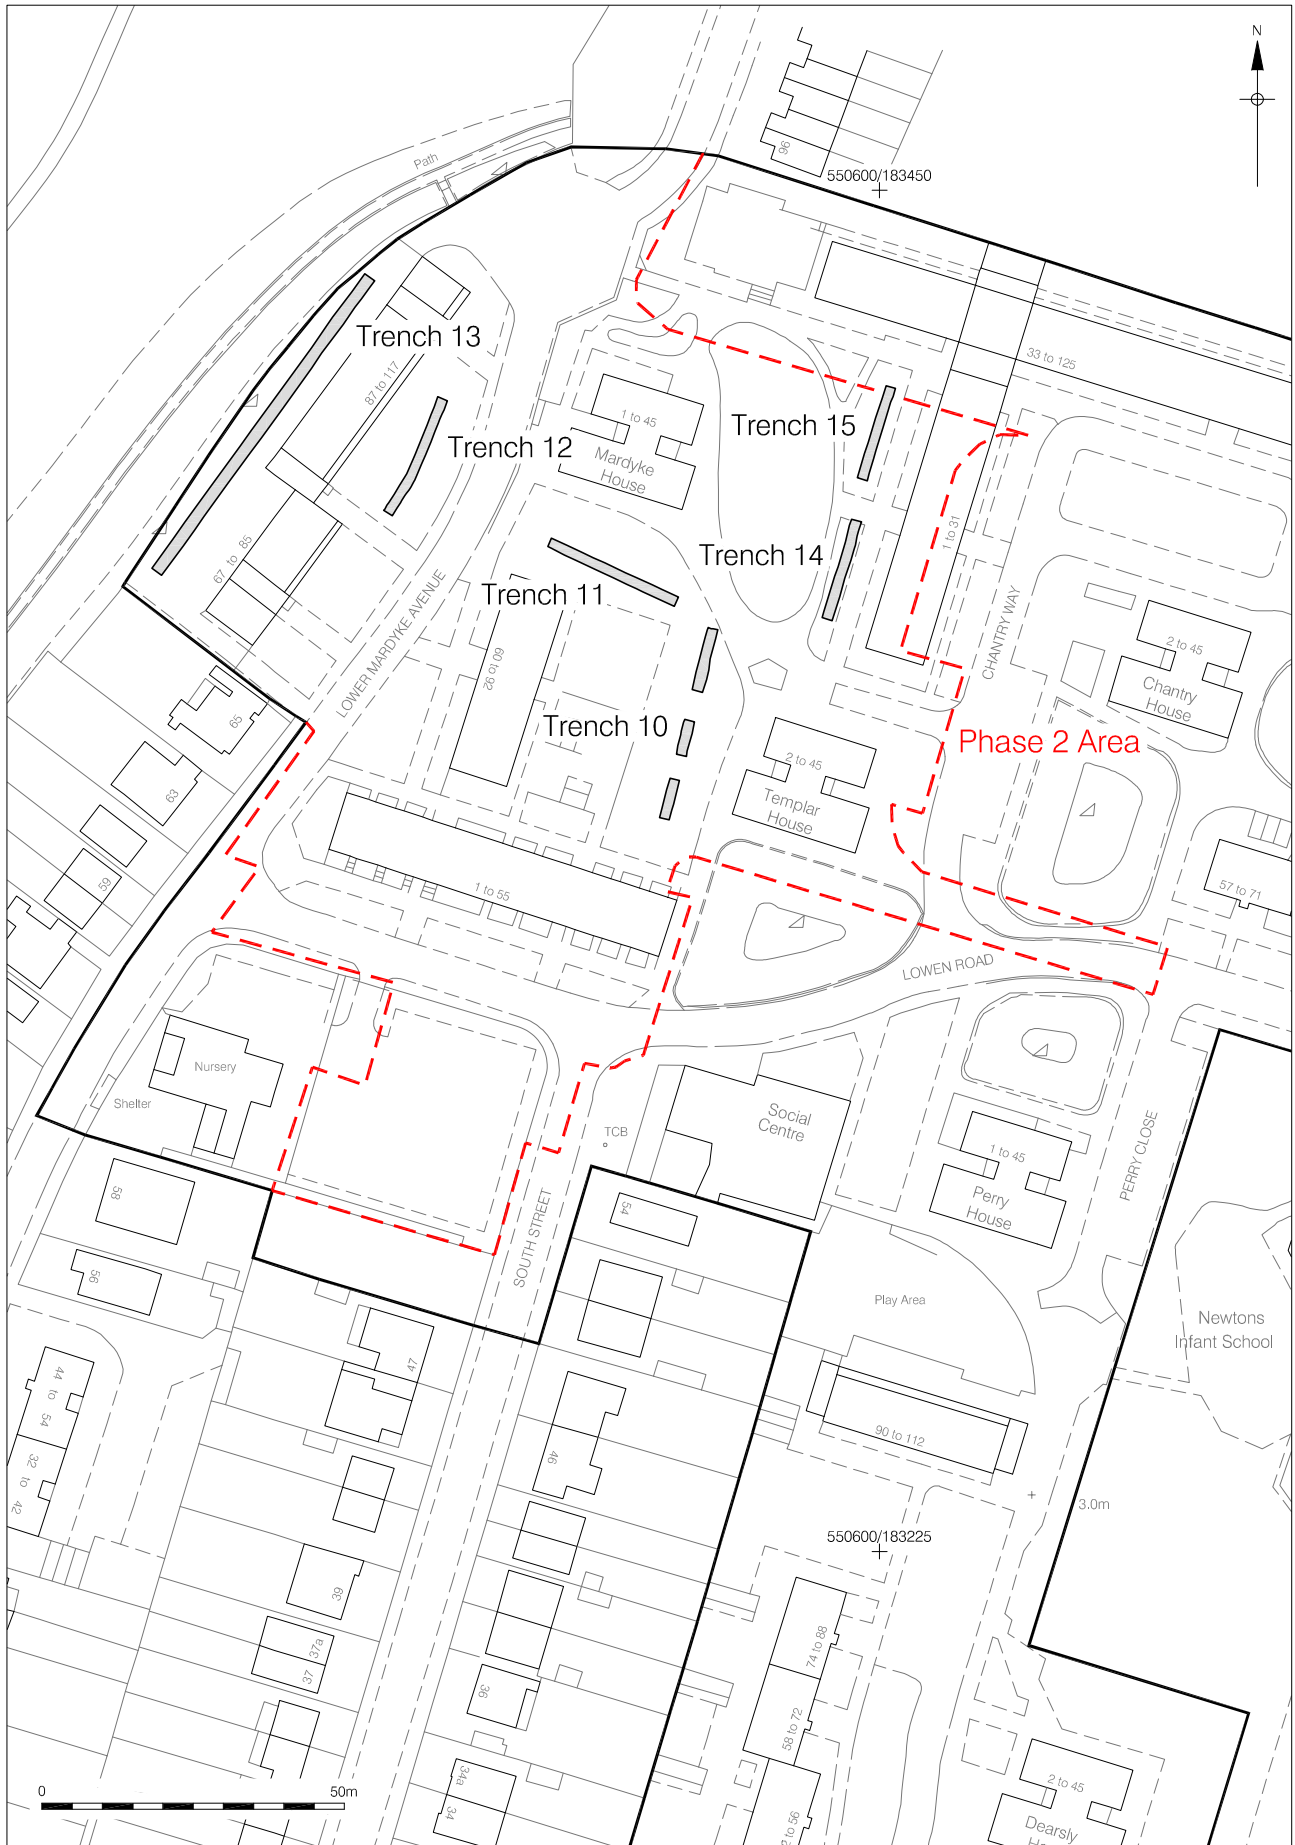 N
96
550600/183450
Path
Trench 13
33 to 125
87 to 117
1 to 45
Mardyke
House
Trench 15
Trench 12
1 to 31
Trench 14
67 to 85
Trench 11
LOWER MARDYKE AVENUE
CHANTRY WAY
2 to 45
Chantry
House
60 to 92
65
Trench 10
Phase 2 Area
2 to 45
Templar
House
63
59
1 to 55
57 to 71
LOWEN ROAD
Nursery
Shelter
TCB
Social
Centre
PERRY CLOSE
1 to 45
Perry
House
58
54
SOUTH STREET
56
Play Area
Newtons
Infant School
47
44 to 54
90 to 112
46
32 to 42
3.0m
550600/183225
39
37a
37
74 to 88
36
58 to 72
34a
34
2 to 45
Dearsly
0
50m
2 to 56